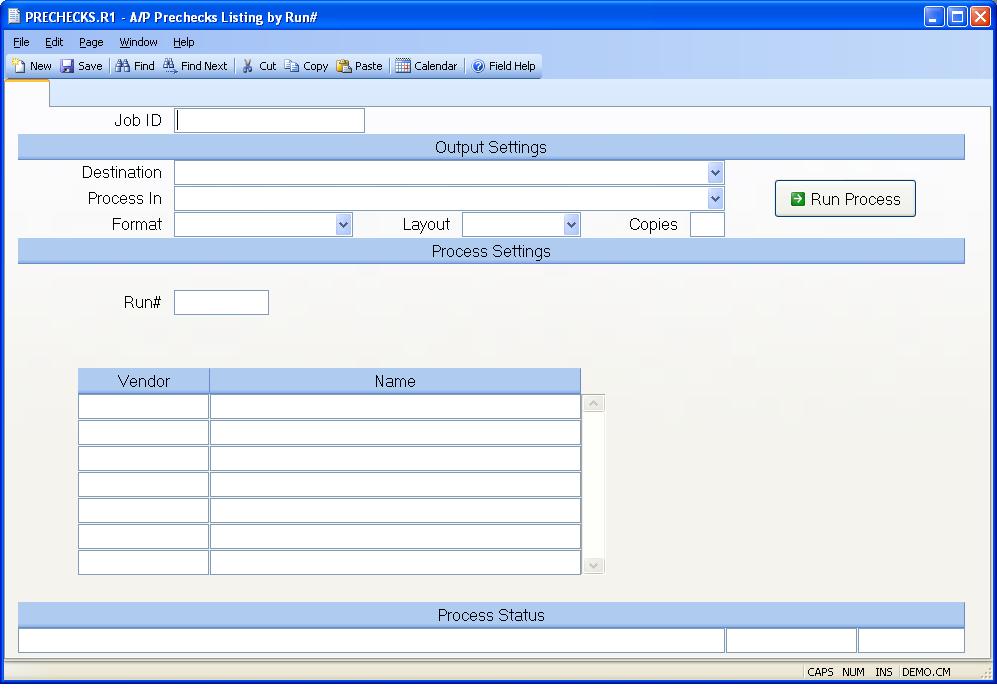 PRECHECKS.R1 - A/P Prechecks Listing by Run#
File Edit Page Window Help
New Save Find Find Next Cut Copy Paste Calendar Field Help
Job ID
Output Settings
Destination
Process In
Run Process
Format Layout Copies
Process Settings
Run#
Vendor Name
Process Status
CAPS NUM INS DEMO.CM